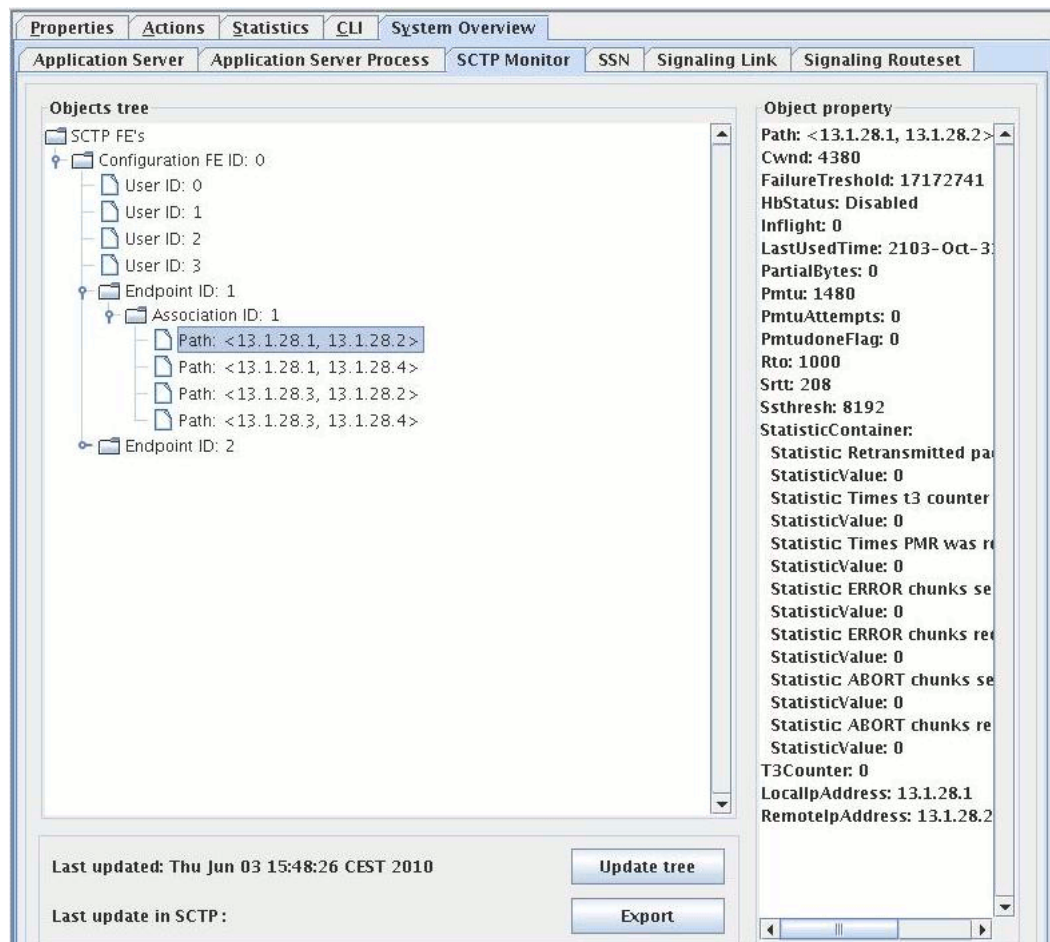 Properties Actions Statistics CLI System Overview
Application Server Application Server Process SCTP Monitor SSN Signaling Link Signaling Routeset
Objects tree
SCTP FE's
Configuration FE ID: 0
User ID: 0
User ID: 1
User ID: 2
User ID: 3
Endpoint ID: 1
Association ID: 1
Path: <13.1.28.1, 13.1.28.2>
Path: <13.1.28.1, 13.1.28.4>
Path: <13.1.28.3, 13.1.28.2>
Path: <13.1.28.3, 13.1.28.4>
Endpoint ID: 2
Last updated: Thu Jun 03 15:48:26 CEST 2010
Update tree
Last update in SCTP :
Export
Object property
Path: <13.1.28.1, 13.1.28.2>
Cwnd: 4380
FailureTreshold: 17172741
HbStatus: Disabled
Inflight: 0
LastUsedTime: 2103-Oct-3
PartialBytes: 0
Pmtu: 1480
PmtuAttempts: 0
PmtudoneFlag: 0
Rto: 1000
Srtt: 208
Ssthresh: 8192
StatisticContainer:
Statistic: Retransmitted pa
StatisticValue: 0
Statistic: Times t3 counter
StatisticValue: 0
Statistic: Times PMR was r
StatisticValue: 0
Statistic: ERROR chunks se
StatisticValue: 0
Statistic: ERROR chunks re
StatisticValue: 0
Statistic: ABORT chunks se
StatisticValue: 0
Statistic: ABORT chunks re
StatisticValue: 0
T3Counter: 0
LocalIpAddress: 13.1.28.1
RemoteIpAddress: 13.1.28.2